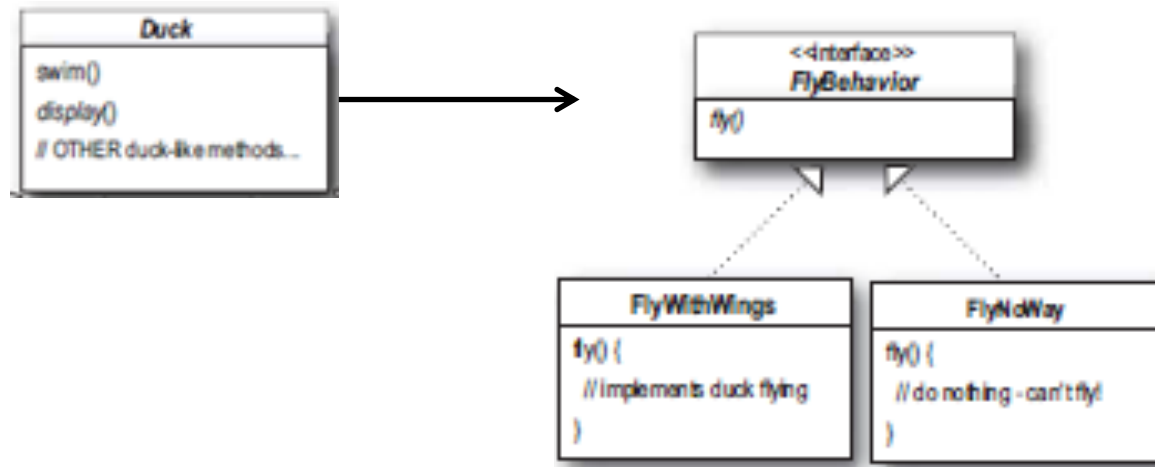 Duck
swim()
display()
// OTHER duck-like methods...
<<interface>>
FlyBehavior
fly()
FlyWithWings
fly() {
// implements duck flying
}
FlyNoWay
fly() {
// do nothing - can't fly!
}